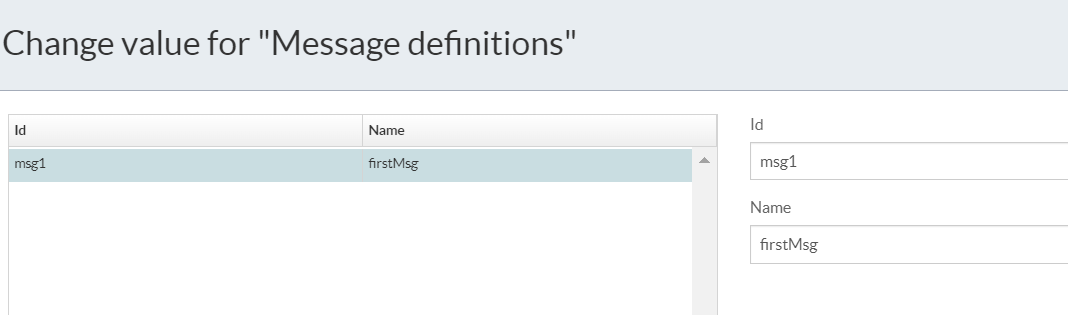 Change value for "Message definitions"
Id Name
msg1 firstMsg
Id
msg1
Name
firstMsg